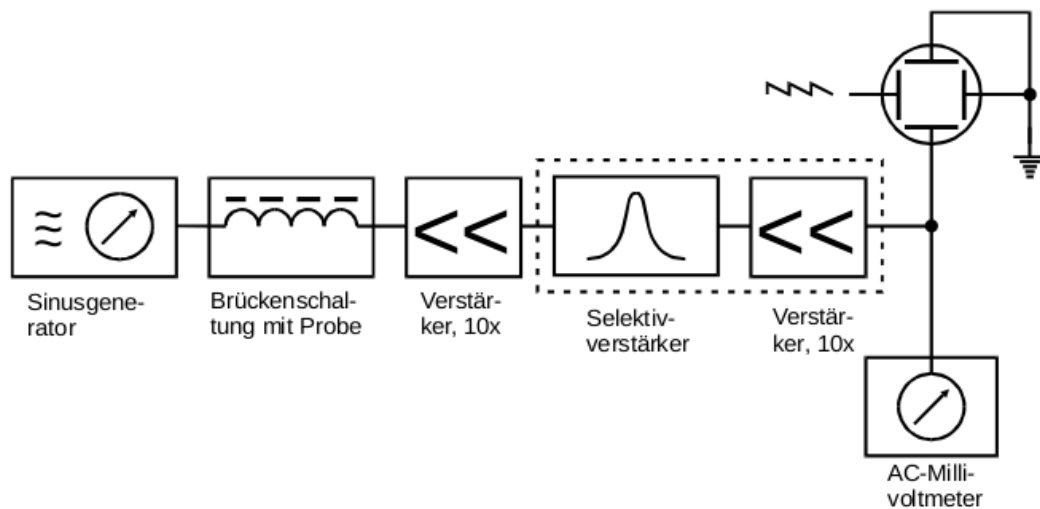 Sinusgene-
rator
Brückenschal-
tung mit Probe
Verstär-
ker, 10x
Selektiv-
verstärker
Verstär-
ker, 10x
AC-Milli-
voltmeter